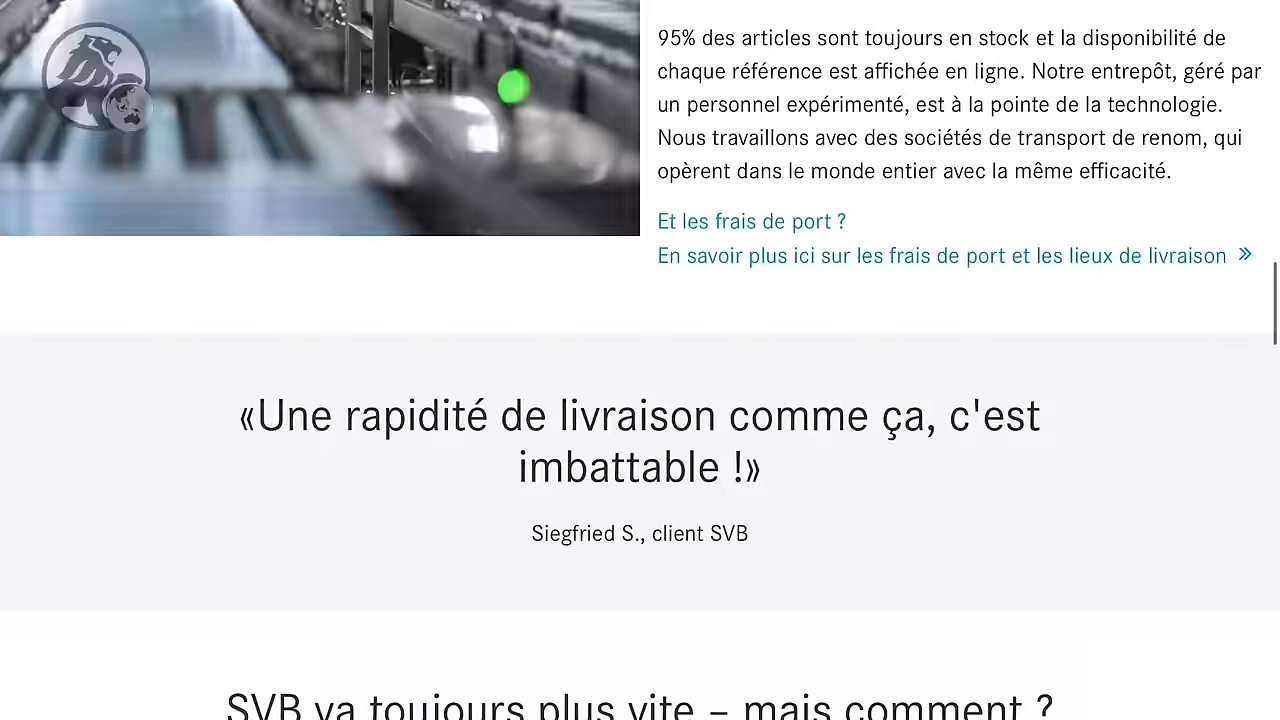 95% des articles sont toujours en stock et la disponibilité de
chaque référence est affichée en ligne. Notre entrepôt, géré par
un personnel expérimenté, est à la pointe de la technologie.
Nous travaillons avec des sociétés de transport de renom, qui
opèrent dans le monde entier avec la même efficacité.
Et les frais de port ?
En savoir plus ici sur les frais de port et les lieux de livraison »
«Une rapidité de livraison comme ça, c'est
imbattable !»
Siegfried S., client SVB
SVB va toujours plus vite – mais comment ?